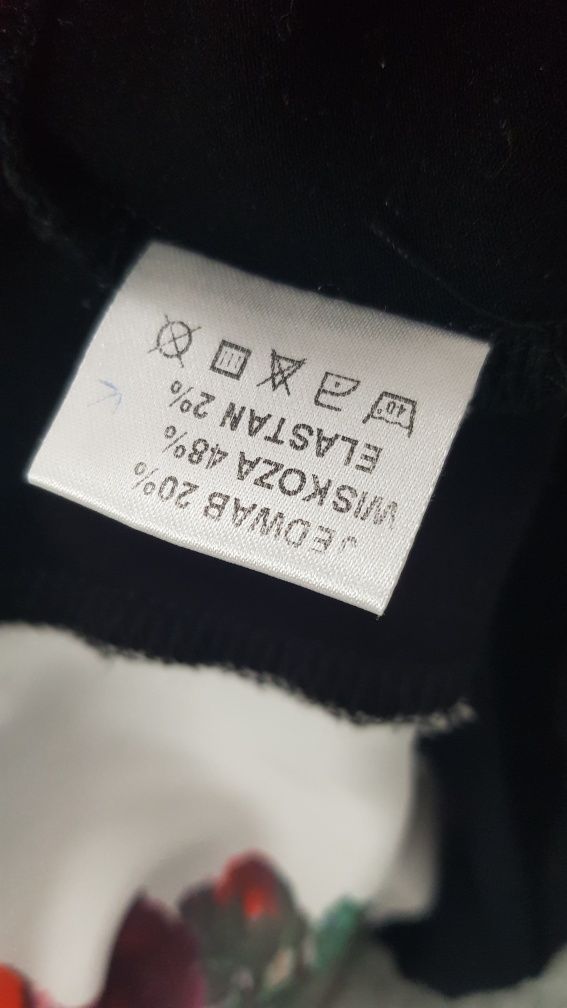 JEDWAB 20%
WISKOZA 48%
ELASTAN 2%
40°